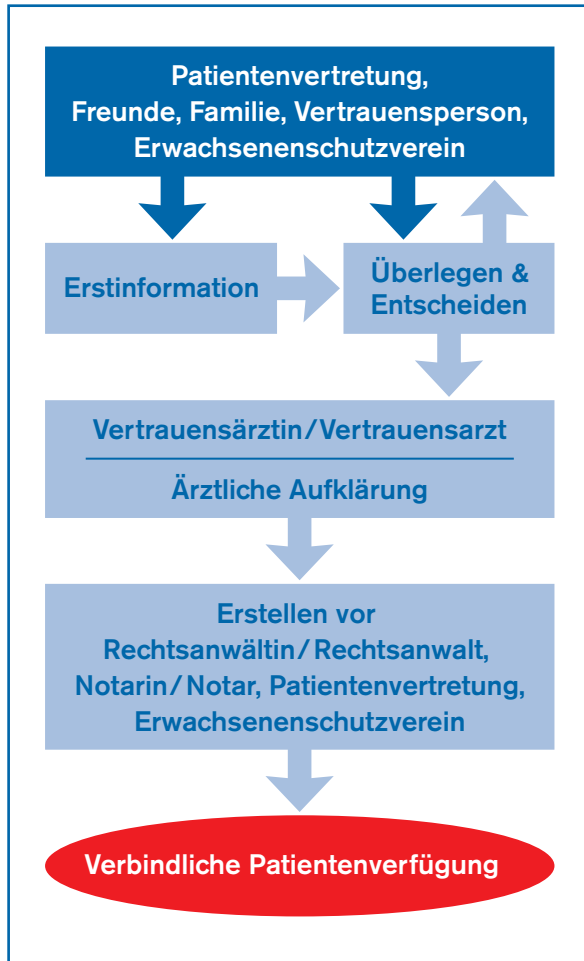 Patientenvertretung,
Freunde, Familie, Vertrauensperson,
Erwachsenenschutzverein
Erstinformation
Überlegen &
Entscheiden
Vertrauensärztin/Vertrauensarzt
Ärztliche Aufklärung
Erstellen vor
Rechtsanwältin/Rechtsanwalt,
Notarin/Notar, Patientenvertretung,
Erwachsenenschutzverein
Verbindliche Patientenverfügung